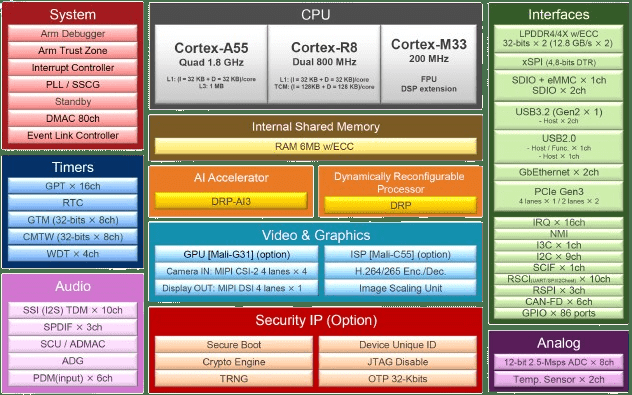 System
Arm Debugger
Arm Trust Zone
Interrupt Controller
PLL / SSCG
Standby
DMAC 80ch
Event Link Controller
Timers
GPT × 16ch
RTC
GTM (32-bits × 8ch)
CMTW (32-bits × 8ch)
WDT × 4ch
Audio
SSI (I2S) TDM × 10ch
SPDIF × 3ch
SCU / ADMAC
ADG
PDM(input) × 6ch
CPU
Cortex-A55
Quad 1.8 GHz
L1: (I = 32 KB + D = 32 KB)/core
L3: 1 MB
Cortex-R8
Dual 800 MHz
L1: (I = 32 KB + D = 32 KB)/core
TCM: (I = 128KB + D = 128 KB)/core
Cortex-M33
200 MHz
FPU
DSP extension
Internal Shared Memory
RAM 6MB w/ECC
AI Accelerator
DRP-AI3
Dynamically Reconfigurable
Processor
DRP
Video & Graphics
GPU [Mali-G31] (option)
ISP [Mali-C55] (option)
Camera IN: MIPI CSI-2 4 lanes × 4
H.264/265 Enc./Dec.
Display OUT: MIPI DSI 4 lanes × 1
Image Scaling Unit
Security IP (Option)
Secure Boot
Device Unique ID
Crypto Engine
JTAG Disable
TRNG
OTP 32-Kbits
Interfaces
LPDDR4/4X w/ECC
32-bits × 2 (12.8 GB/s × 2)
xSPI (4,8-bits DTR)
SDIO + eMMC × 1ch
SDIO × 2ch
USB3.2 (Gen2 × 1)
- Host × 2ch
USB2.0
- Host / Func. × 1ch
- Host × 1ch
GbEthernet × 2ch
PCIe Gen3
4 lanes × 1 / 2 lanes × 2
IRQ × 16ch
NMI
I3C × 1ch
I2C × 9ch
SCIF × 1ch
RSCI(UART/SPI/I2Cmst) × 10ch
RSPI × 3ch
CAN-FD × 6ch
GPIO × 86 ports
Analog
12-bit 2.5-Msps ADC × 8ch
Temp. Sensor × 2ch